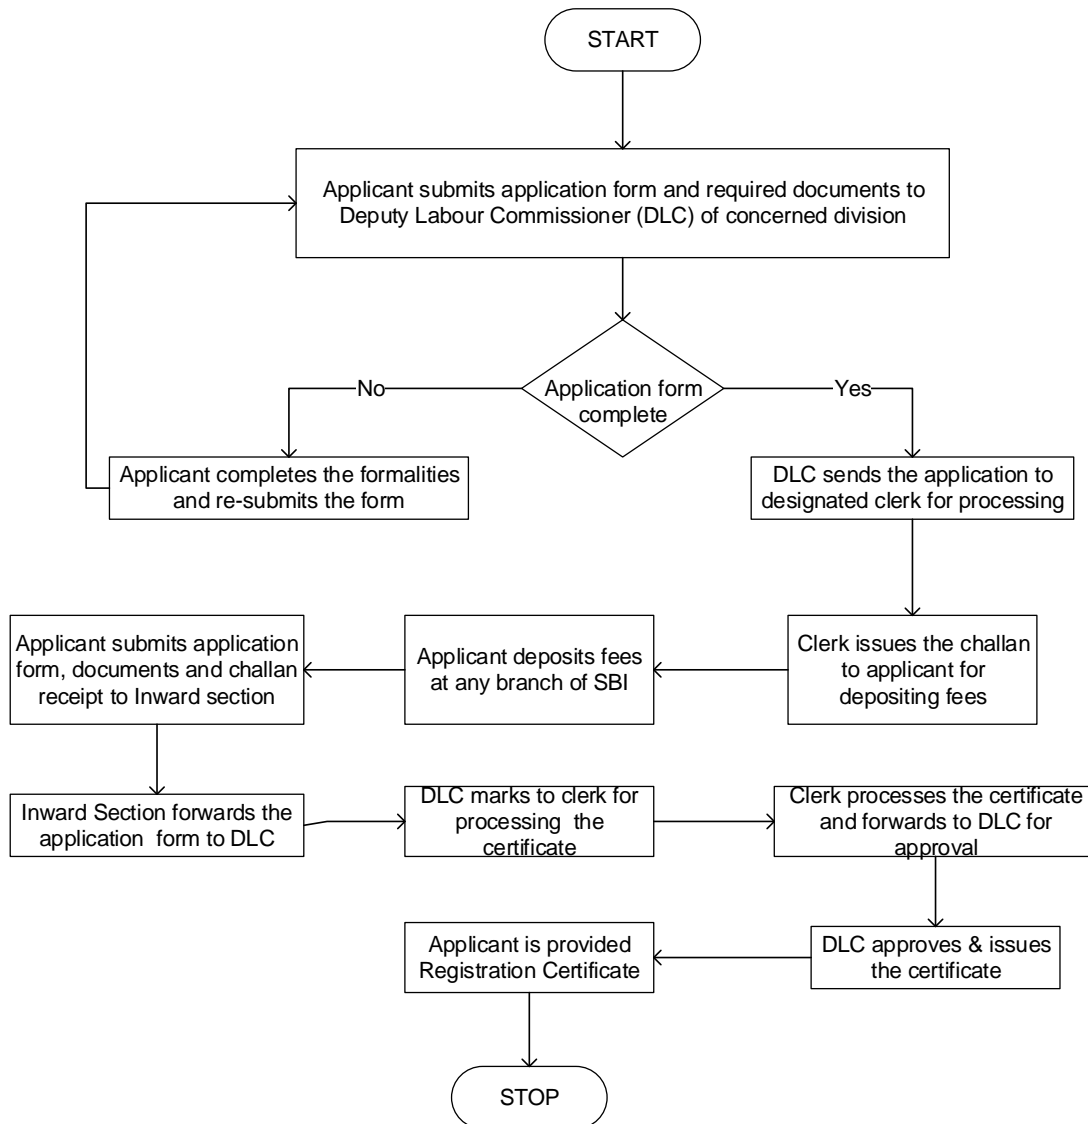 START
Applicant submits application form and required documents to
Deputy Labour Commissioner (DLC) of concerned division
Application form
complete
No
Yes
Applicant completes the formalities
and re-submits the form
DLC sends the application to
designated clerk for processing
Applicant submits application
form, documents and challan
receipt to Inward section
Applicant deposits fees
at any branch of SBI
Clerk issues the challan
to applicant for
depositing fees
Inward Section forwards the
application form to DLC
DLC marks to clerk for
processing the
certificate
Clerk processes the certificate
and forwards to DLC for
approval
Applicant is provided
Registration Certificate
DLC approves & issues
the certificate
STOP